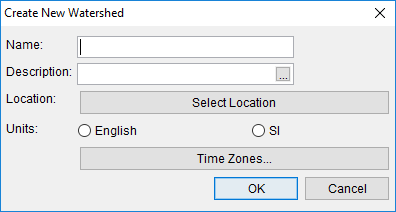 Create New Watershed
Name:
Description:
...
Location: Select Location
Units: English SI
Time Zones...
OK Cancel